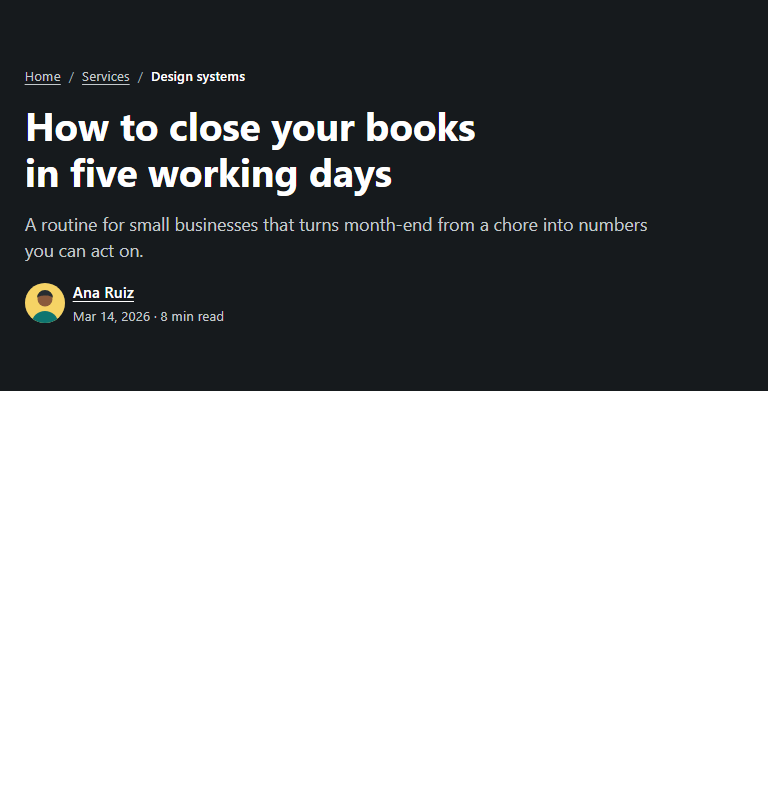 Home / Services / Design systems
How to close your books
in five working days
A routine for small businesses that turns month-end from a chore into numbers
you can act on.
Ana Ruiz
Mar 14, 2026 · 8 min read